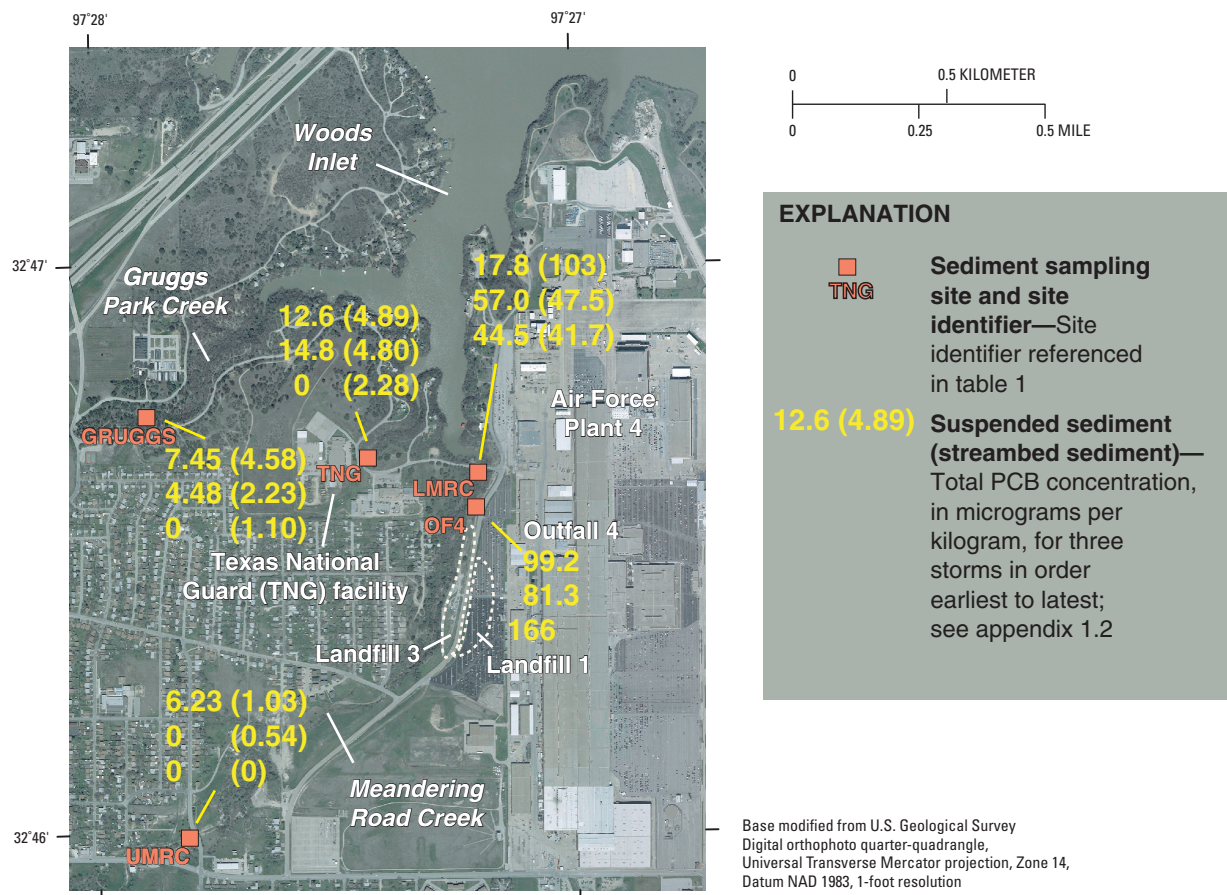 97°28'
97°27'
0
0.5 KILOMETER
0
0.25
0.5 MILE
Woods
Inlet
32°47'
Gruggs
Park Creek
17.8 (103)
57.0 (47.5)
44.5 (41.7)
12.6 (4.89)
14.8 (4.80)
0 (2.28)
Air Force
Plant 4
GRUGGS
7.45 (4.58)
4.48 (2.23)
0 (1.10)
TNG
LMRC
OF4
Outfall 4
99.2
81.3
166
Texas National
Guard (TNG) facility
Landfill 3
Landfill 1
6.23 (1.03)
0 (0.54)
0 (0)
Meandering
Road Creek
32°46'
UMRC
EXPLANATION
TNG
Sediment sampling
site and site
identifier—Site
identifier referenced
in table 1
12.6 (4.89)
Suspended sediment
(streambed sediment)—
Total PCB concentration,
in micrograms per
kilogram, for three
storms in order
earliest to latest;
see appendix 1.2
Base modified from U.S. Geological Survey
Digital orthophoto quarter-quadrangle,
Universal Transverse Mercator projection, Zone 14,
Datum NAD 1983, 1-foot resolution